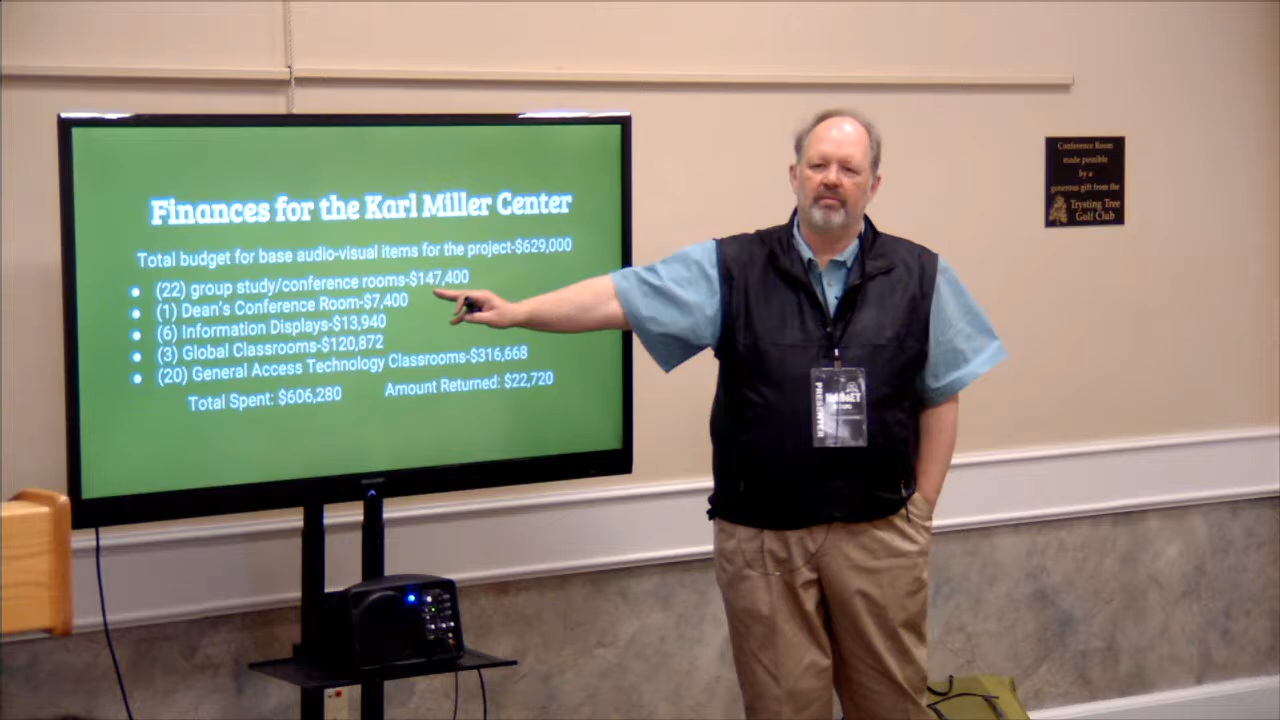 Finances for the Karl Miller Center
Total budget for base audio-visual items for the project-$629,000
(22) group study/conference rooms-$147,400
(1) Dean's Conference Room-$7,400
(6) Information Displays-$13,940
(3) Global Classrooms-$120,872
(20) General Access Technology Classrooms-$316,668
Total Spent: $606,280 Amount Returned: $22,720
Conference Room
made possible
by a
generous gift from the
Trysting Tree
Golf Club
PRESENTER